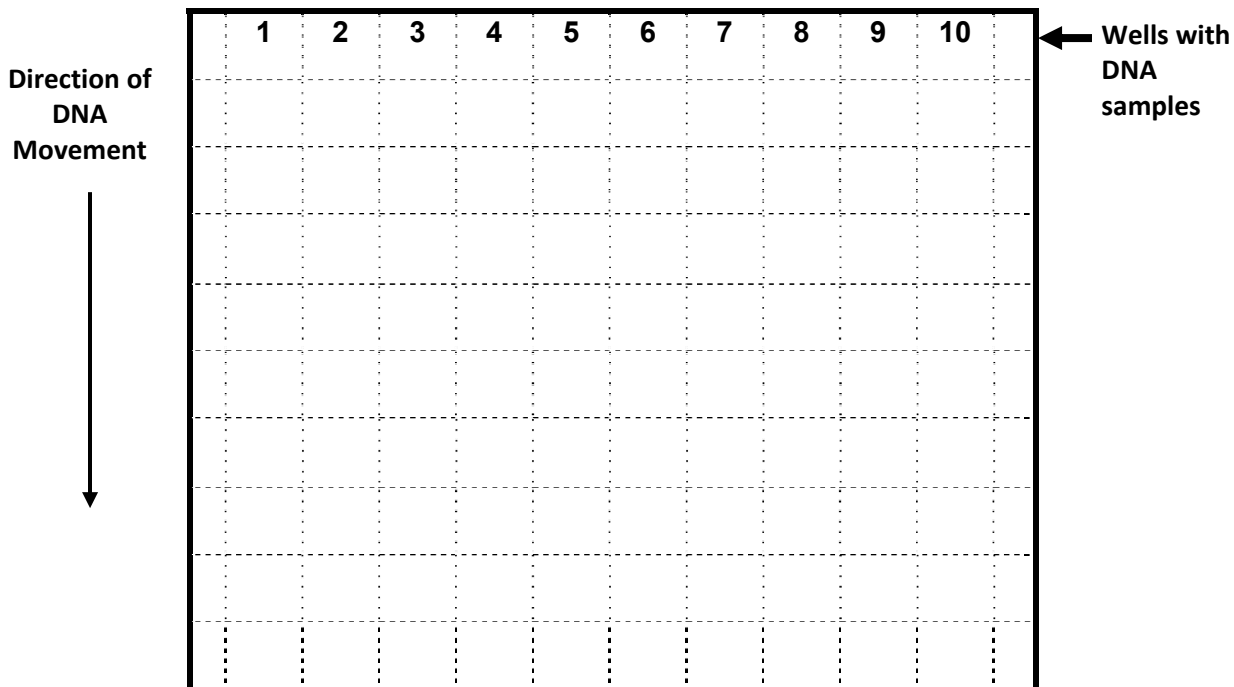 1 2 3 4 5 6 7 8 9 10
Wells with
DNA
samples
Direction of
DNA
Movement